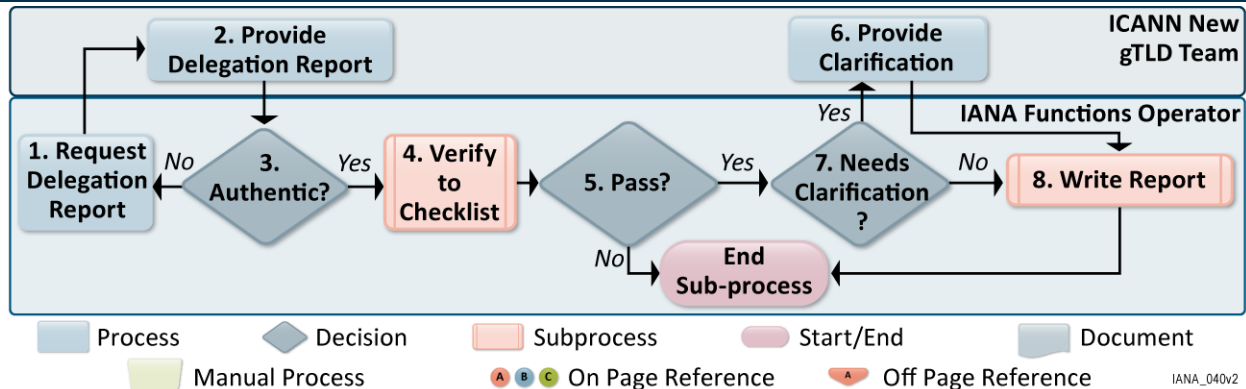 2. Provide
Delegation Report
6. Provide
Clarification
ICANN New
gTLD Team
IANA Functions Operator
1. Request
Delegation
Report
No
3.
Authentic?
Yes
4. Verify
to
Checklist
5. Pass?
Yes
No
Yes
7. Needs
Clarification
?
No
8. Write Report
End
Sub-process
Process
Decision
Subprocess
Start/End
Document
Manual Process
A B C On Page Reference
A Off Page Reference
IANA_040v2